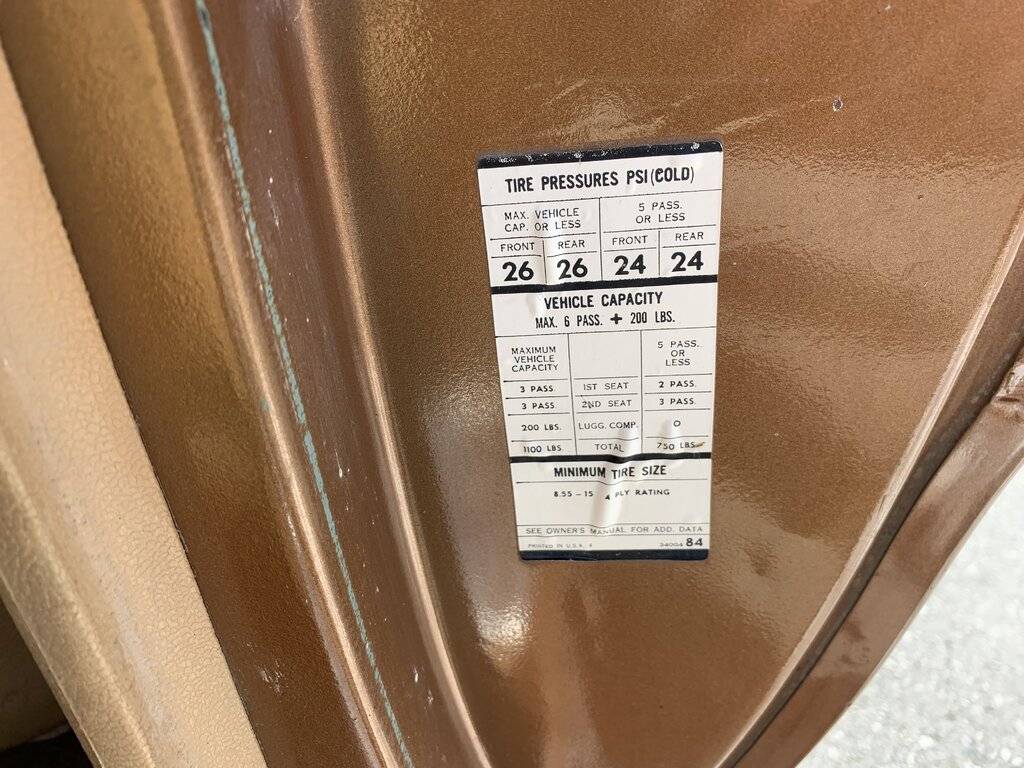 TIRE PRESSURES PSI (COLD)
MAX. VEHICLE CAP. OR LESS 5 PASS. OR LESS
FRONT REAR FRONT REAR
26 26 24 24
VEHICLE CAPACITY
MAX. 6 PASS. + 200 LBS.
MAXIMUM VEHICLE CAPACITY 5 PASS. OR LESS
3 PASS. 1ST SEAT 2 PASS.
3 PASS. 2ND SEAT 3 PASS.
200 LBS. LUGG. COMP. 0
1100 LBS. TOTAL 750 LBS.
MINIMUM TIRE SIZE
8.55-15 4 PLY RATING
SEE OWNER'S MANUAL FOR ADD. DATA
PRINTED IN U.S.A. 84